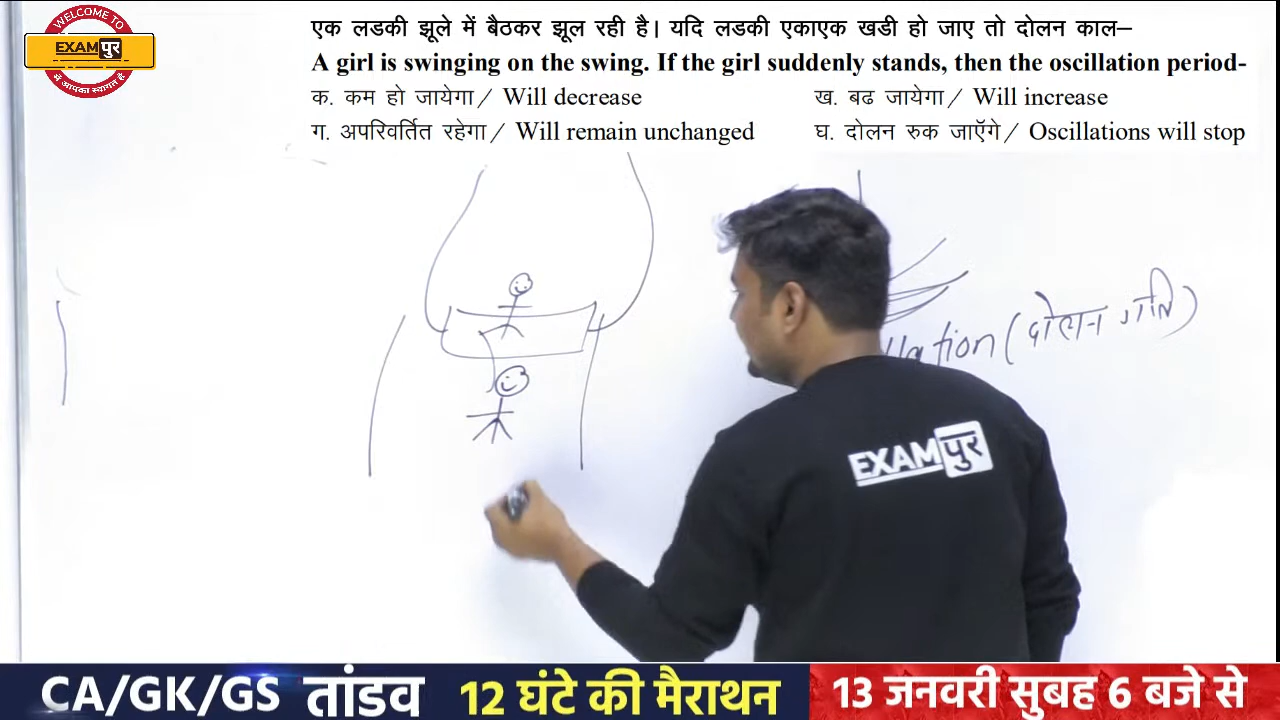 WELCOME TO
EXAMपुर
में आपका स्वागत है
एक लडकी झूले में बैठकर झूल रही है। यदि लडकी एकाएक खडी हो जाए तो दोलन काल–
A girl is swinging on the swing. If the girl suddenly stands, then the oscillation period-
क. कम हो जायेगा / Will decrease
ख. बढ जायेगा / Will increase
ग. अपरिवर्तित रहेगा / Will remain unchanged
घ. दोलन रुक जाएॅगे / Oscillations will stop
llation (दोलन गति)
EXAMपुर
CA/GK/GS तांडव 12 घंटे की मैराथन 13 जनवरी सुबह 6 बजे से